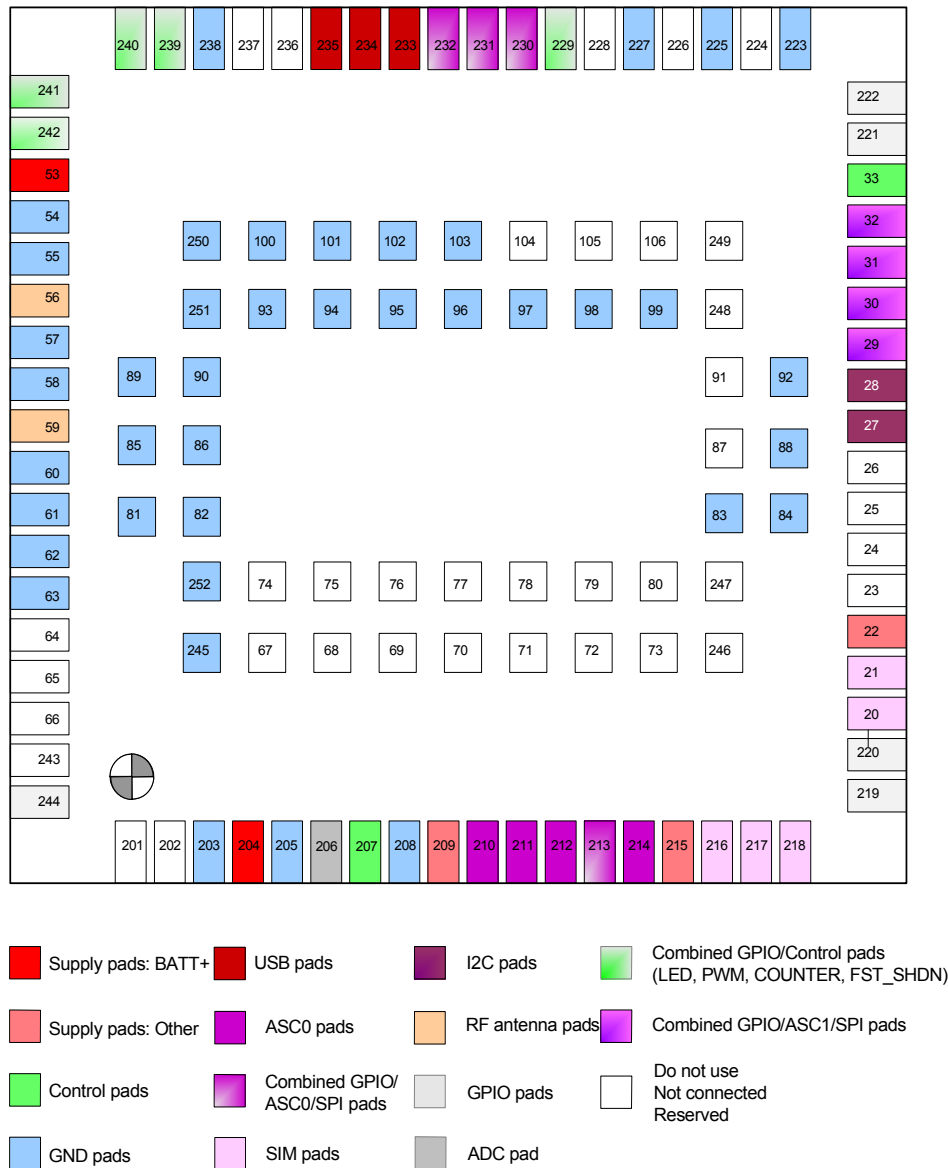 240 239 238 237 236 235 234 233 232 231 230 229 228 227 226 225 224 223
241 222
242 221
53 33
54 32
55 31
56 30
57 29
58 28
59 27
60 26
61 25
62 24
63 23
64 22
65 21
66 20
243 220
244 219
250 100 101 102 103 104 105 106 249
251 93 94 95 96 97 98 99 248
89 90 91 92
85 86 87 88
81 82 83 84
252 74 75 76 77 78 79 80 247
245 67 68 69 70 71 72 73 246
201 202 203 204 205 206 207 208 209 210 211 212 213 214 215 216 217 218
Supply pads: BATT+
USB pads
I2C pads
Combined GPIO/Control pads
(LED, PWM, COUNTER, FST_SHDN)
Supply pads: Other
ASC0 pads
RF antenna pads
Combined GPIO/ASC1/SPI pads
Control pads
Combined GPIO/
ASC0/SPI pads
GPIO pads
Do not use
Not connected
Reserved
GND pads
SIM pads
ADC pad